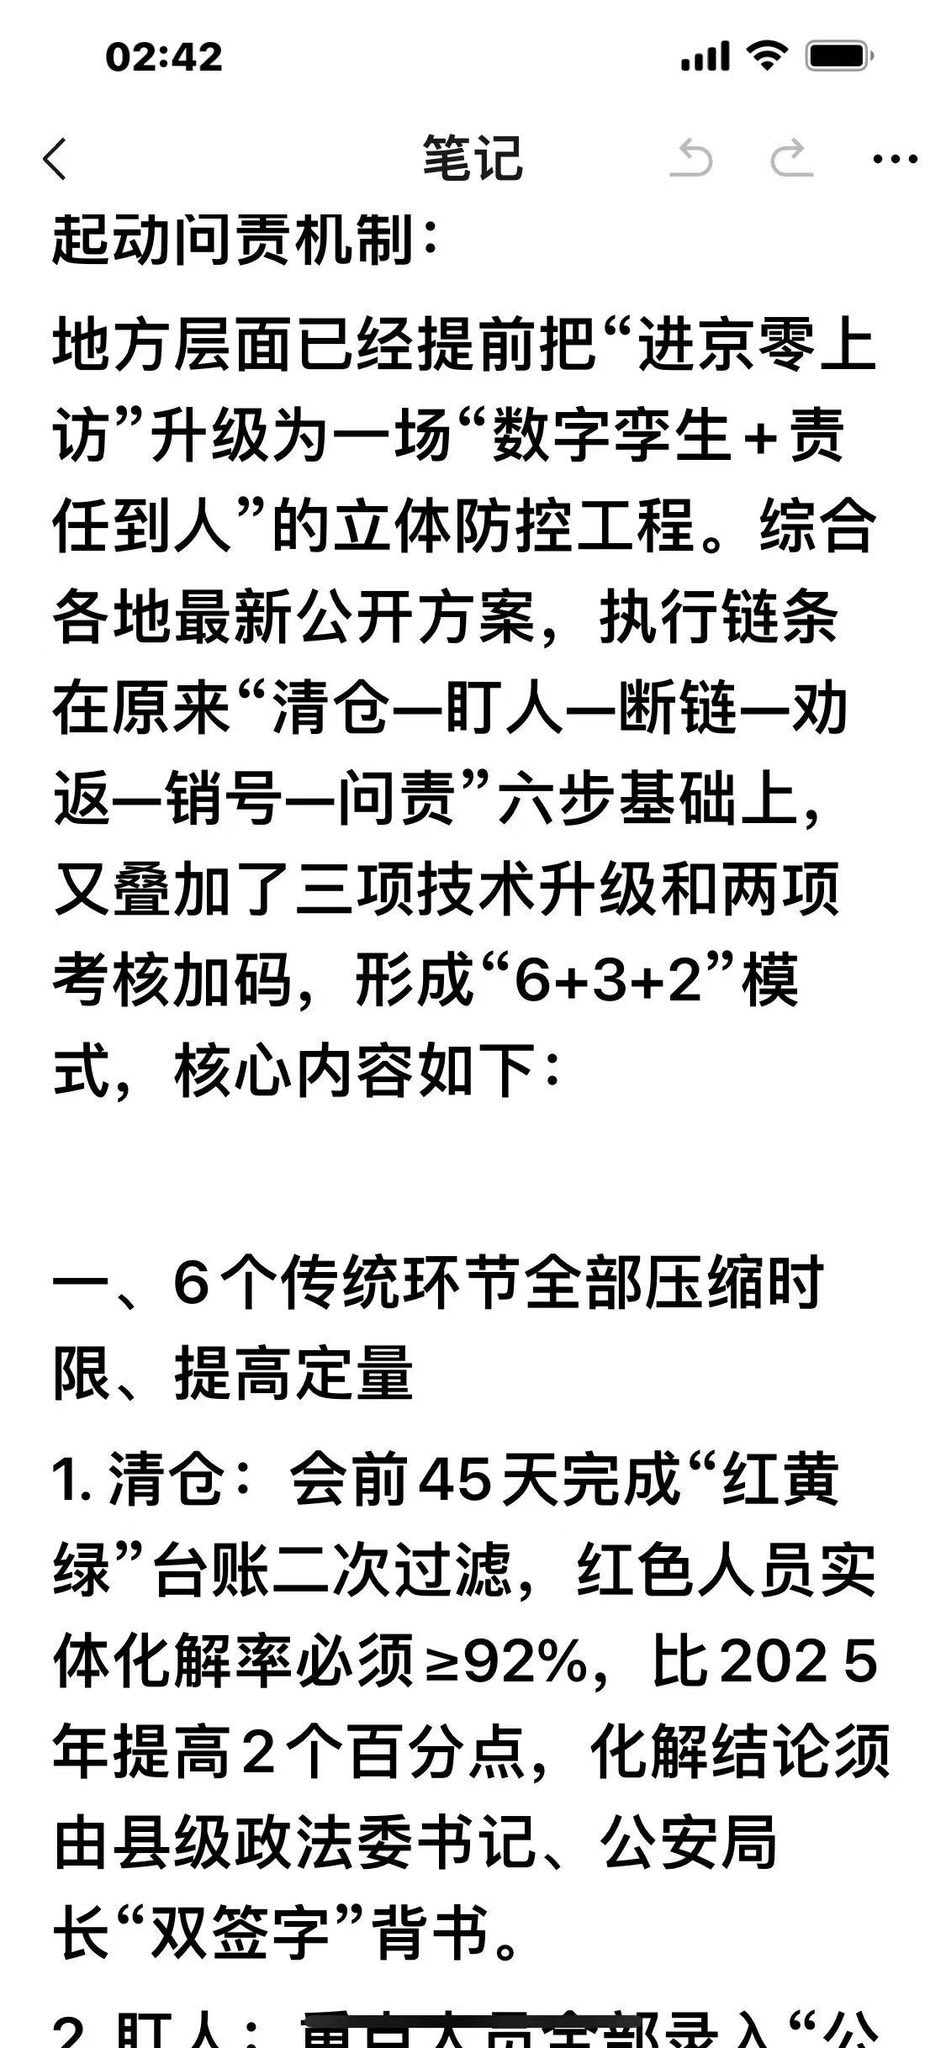 02:42
笔记
起动问责机制：
地方层面已经提前把“进京零上
访”升级为一场“数字孪生+责
任到人”的立体防控工程。综合
各地最新公开方案，执行链条
在原来“清仓—盯人—断链—劝
返—销号—问责”六步基础上，
又叠加了三项技术升级和两项
考核加码，形成“6+3+2”模
式，核心内容如下：
一、6个传统环节全部压缩时
限、提高定量
1. 清仓：会前45天完成“红黄
绿”台账二次过滤，红色人员实
体化解率必须≥92%，比2025
年提高2个百分点，化解结论须
由县级政法委书记、公安局
长“双签字”背书。
2. 盯人：重点人员全部录入“公